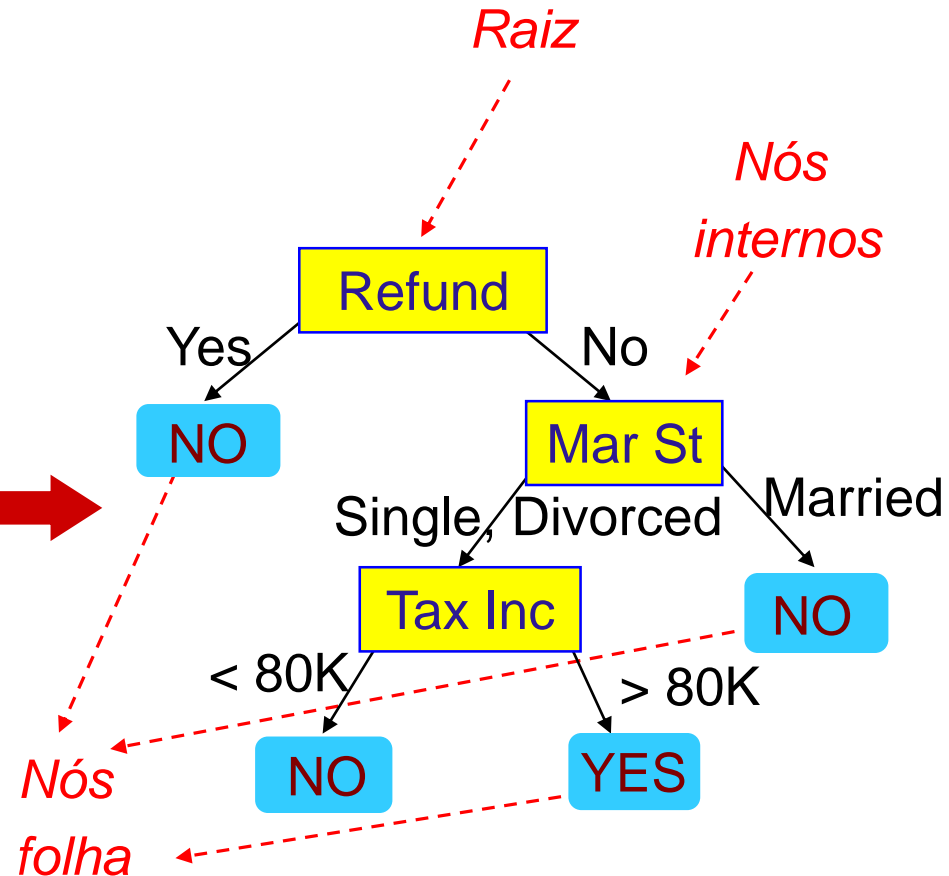 Raiz
Nós
internos
Refund
Yes
No
NO
Mar St
Single, Divorced
Married
Tax Inc
NO
< 80K
> 80K
NO
YES
Nós
folha